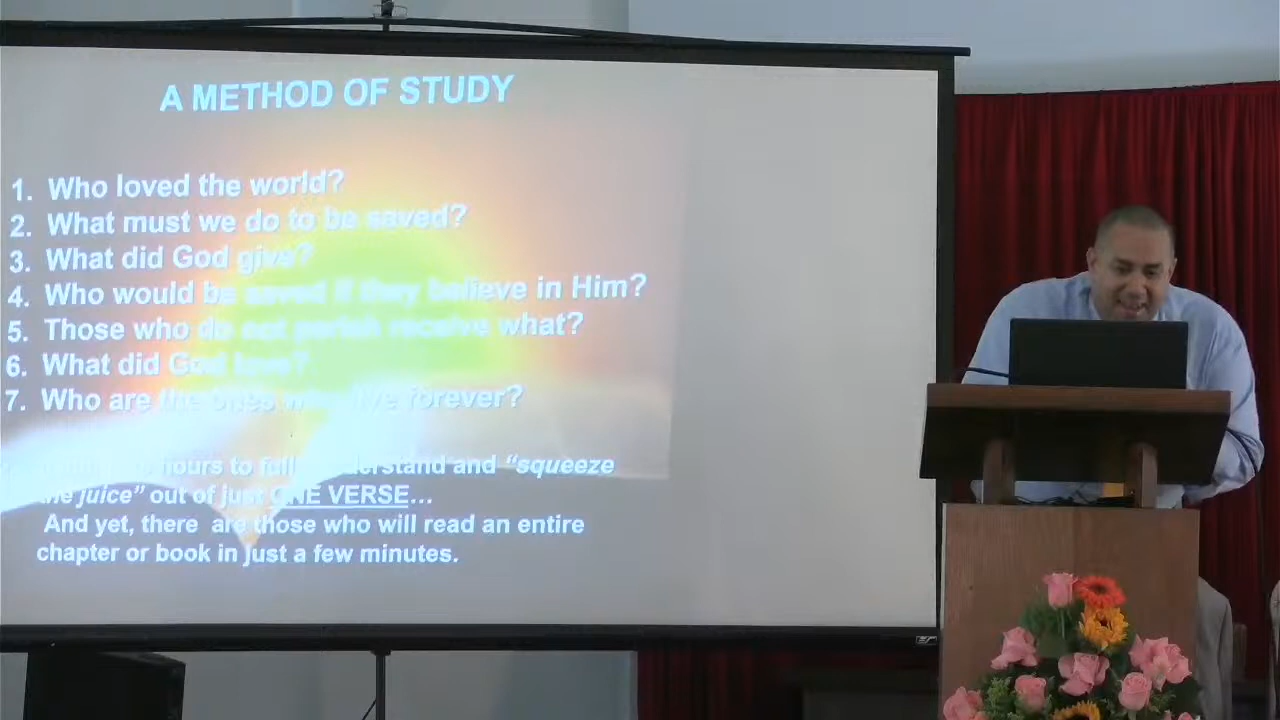 A METHOD OF STUDY
1. Who loved the world?
2. What must we do to be saved?
3. What did God give?
4. Who would be saved if they believe in Him?
5. Those who do not perish receive what?
6. What did God love?
7. Who are the ones who live forever?
hours to fully understand and “squeeze
the juice” out of just ONE VERSE...
And yet, there are those who will read an entire
chapter or book in just a few minutes.